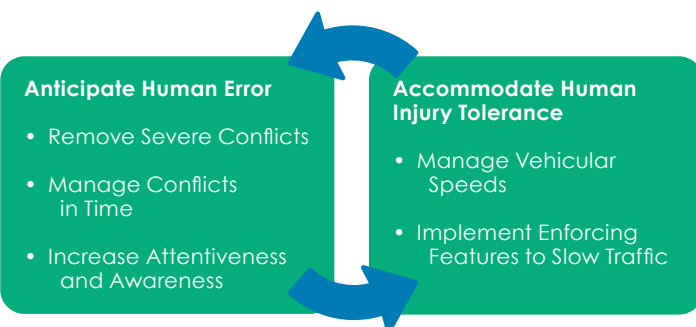 Anticipate Human Error
• Remove Severe Conflicts
• Manage Conflicts
in Time
• Increase Attentiveness
and Awareness
Accommodate Human
Injury Tolerance
• Manage Vehicular
Speeds
• Implement Enforcing
Features to Slow Traffic